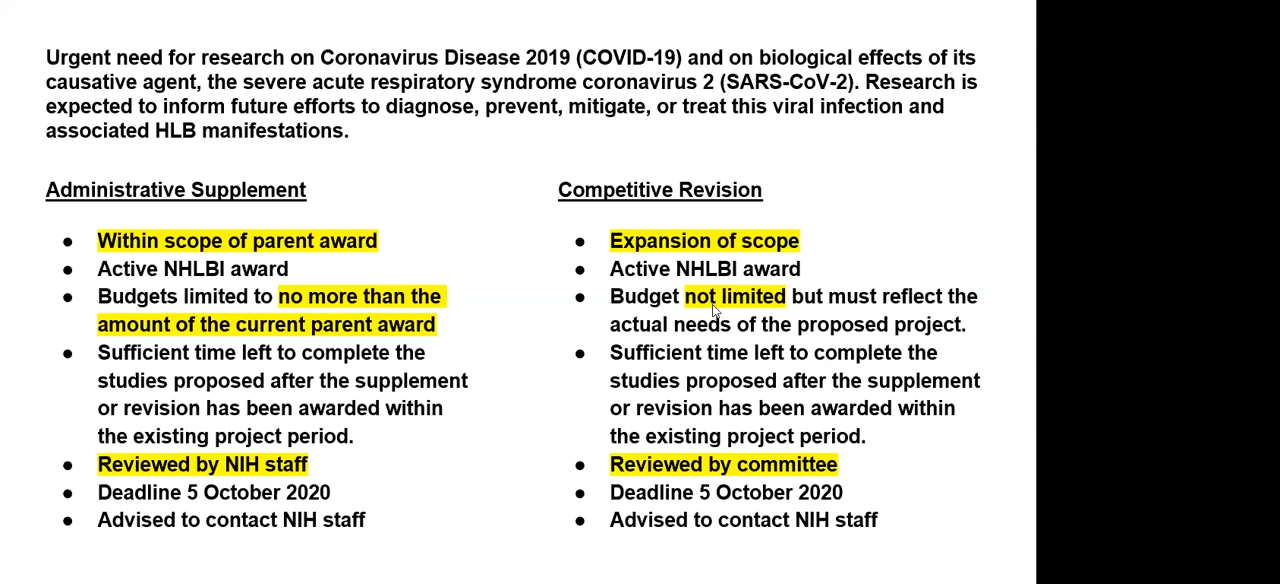 Urgent need for research on Coronavirus Disease 2019 (COVID-19) and on biological effects of its
causative agent, the severe acute respiratory syndrome coronavirus 2 (SARS-CoV-2). Research is
expected to inform future efforts to diagnose, prevent, mitigate, or treat this viral infection and
associated HLB manifestations.
Administrative Supplement
● Within scope of parent award
● Active NHLBI award
● Budgets limited to no more than the
amount of the current parent award
● Sufficient time left to complete the
studies proposed after the supplement
or revision has been awarded within
the existing project period.
● Reviewed by NIH staff
● Deadline 5 October 2020
● Advised to contact NIH staff
Competitive Revision
● Expansion of scope
● Active NHLBI award
● Budget not limited but must reflect the
actual needs of the proposed project.
● Sufficient time left to complete the
studies proposed after the supplement
or revision has been awarded within
the existing project period.
● Reviewed by committee
● Deadline 5 October 2020
● Advised to contact NIH staff